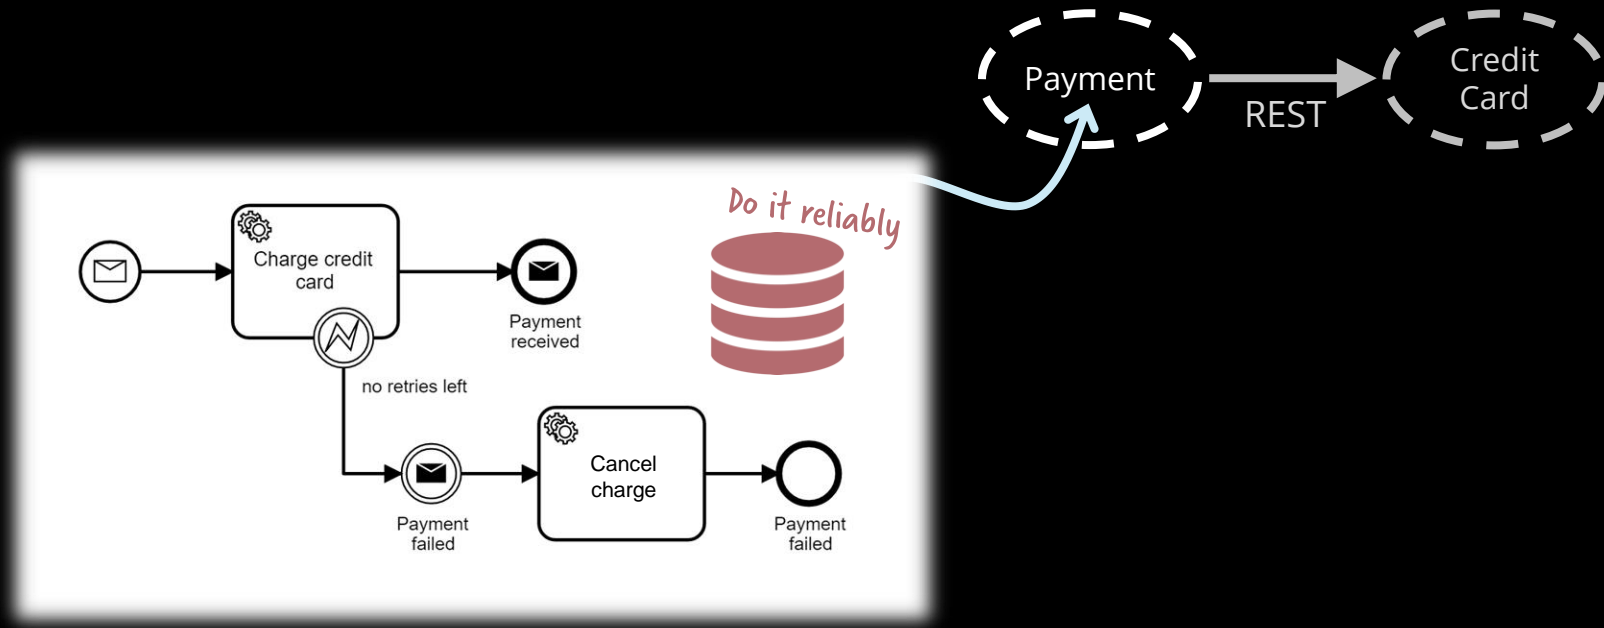 Payment
REST
Credit
Card
Do it reliably
Charge credit
card
Payment
received
no retries left
Cancel
charge
Payment
failed
Payment
failed